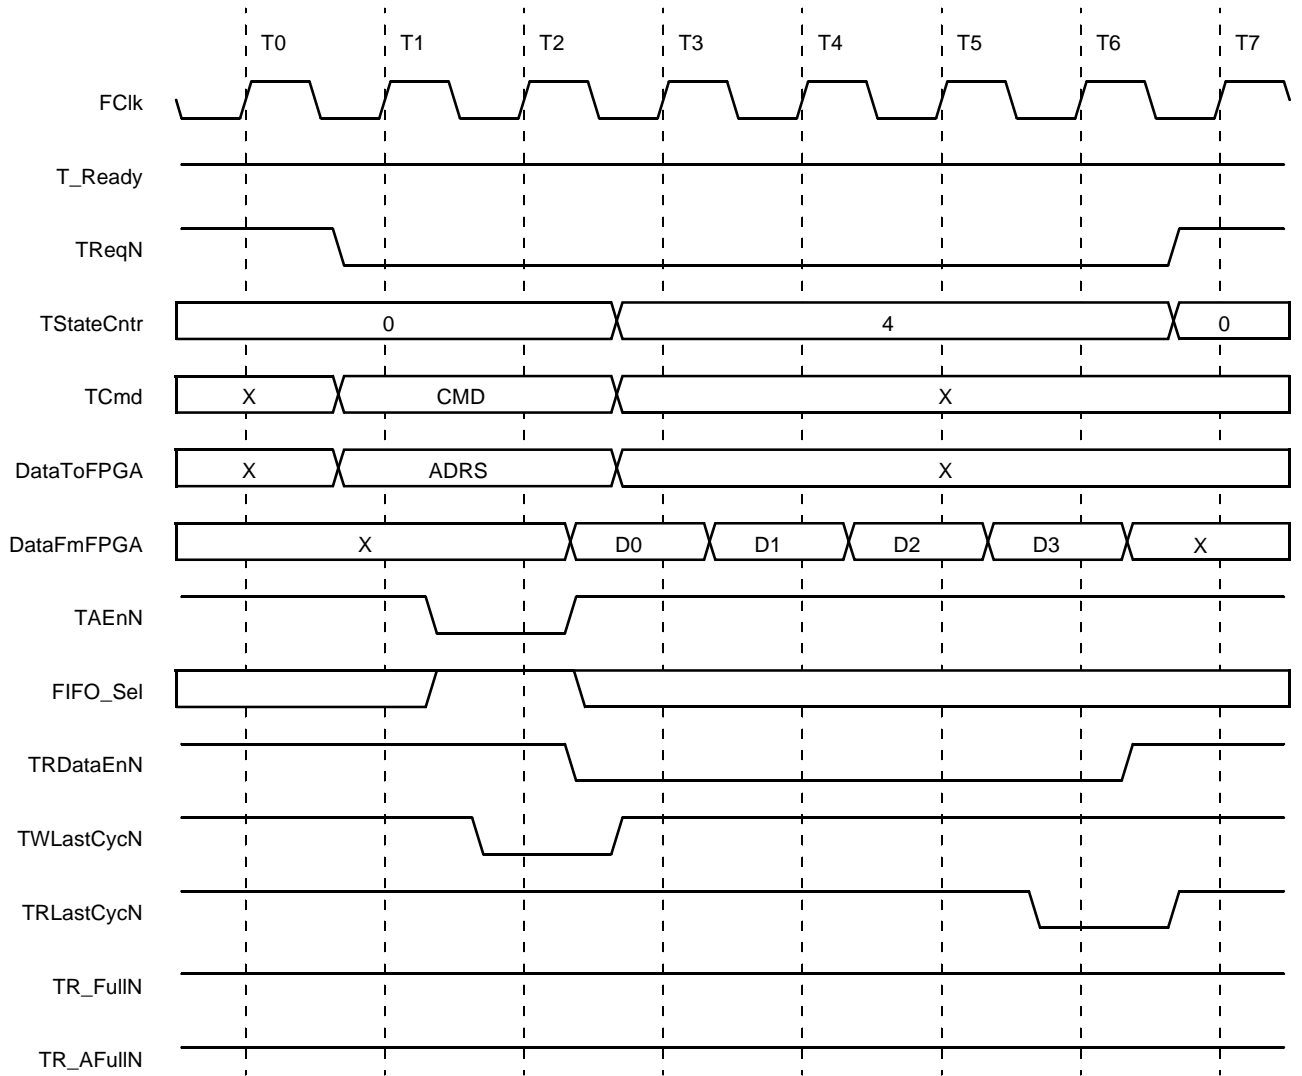 T0 T1 T2 T3 T4 T5 T6 T7
FClk
T_Ready
TReqN
TStateCntr 0 4 0
TCmd X CMD X
DataToFPGA X ADRS X
DataFmFPGA X D0 D1 D2 D3 X
TAEnN
FIFO_Sel
TRDataEnN
TWLastCycN
TRLastCycN
TR_FullN
TR_AFullN